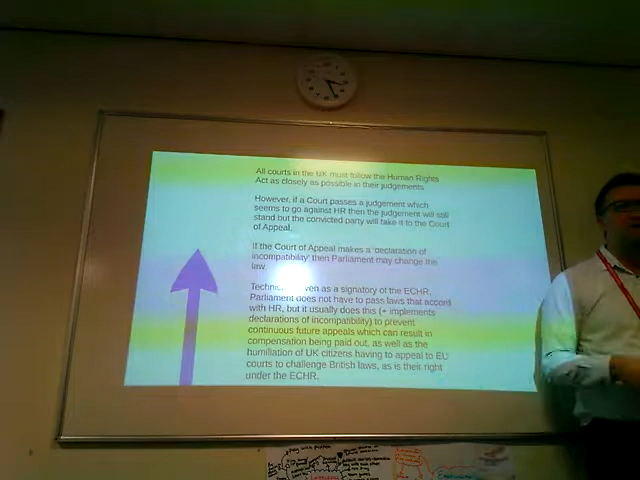 All courts in the UK must follow the Human Rights
Act as closely as possible in their judgements
However, if a Court passes a judgement which
seems to go against HR then the judgement will still
stand but the convicted party will take it to the Court
of Appeal.
If the Court of Appeal makes a 'declaration of
incompatibility' then Parliament may change the
law.
even as a signatory of the ECHR,
Parliament does not have to pass laws that accord
with HR, but it usually does this (+ implements
declarations of incompatibility) to prevent
continuous future appeals which can result in
compensation being paid out, as well as the
humiliation of UK citizens having to appeal to EU
courts to challenge British laws, as is their right
under the ECHR.